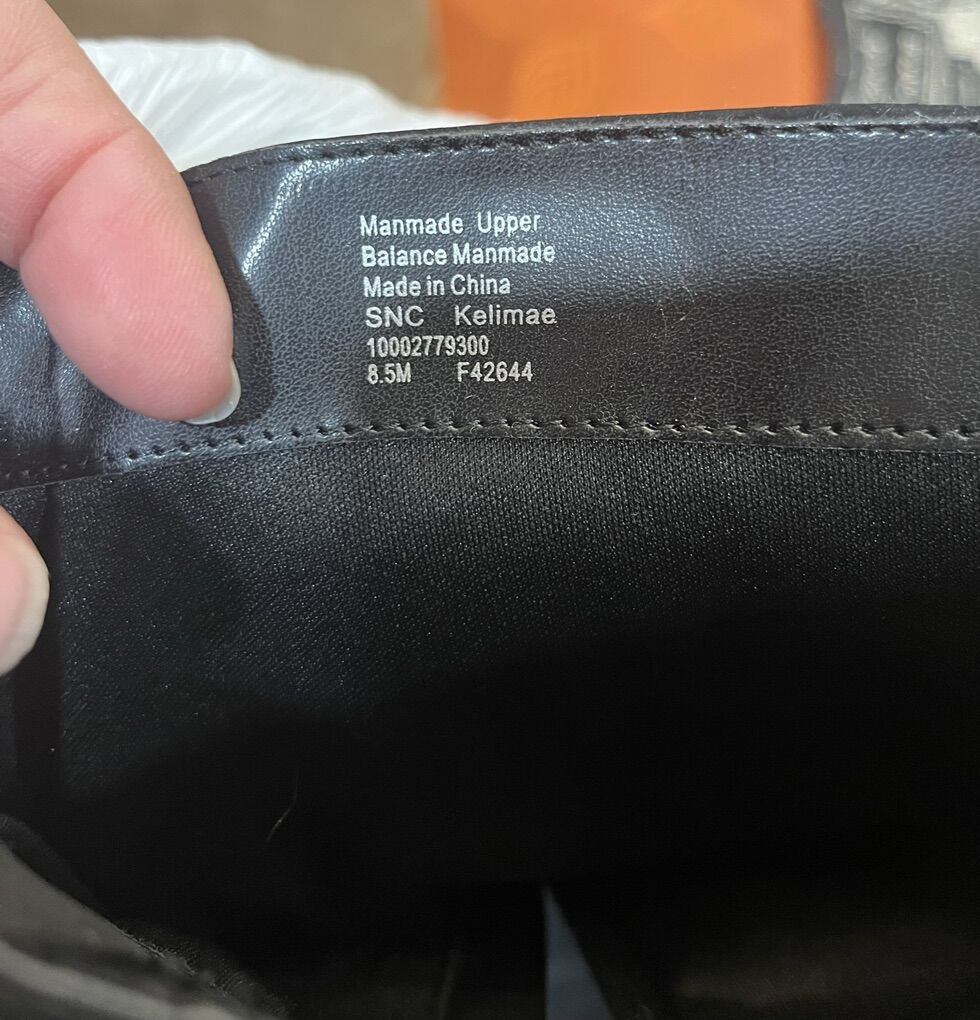 Manmade Upper
Balance Manmade
Made in China
SNC Kelimae
10002779300
8.5M F42644